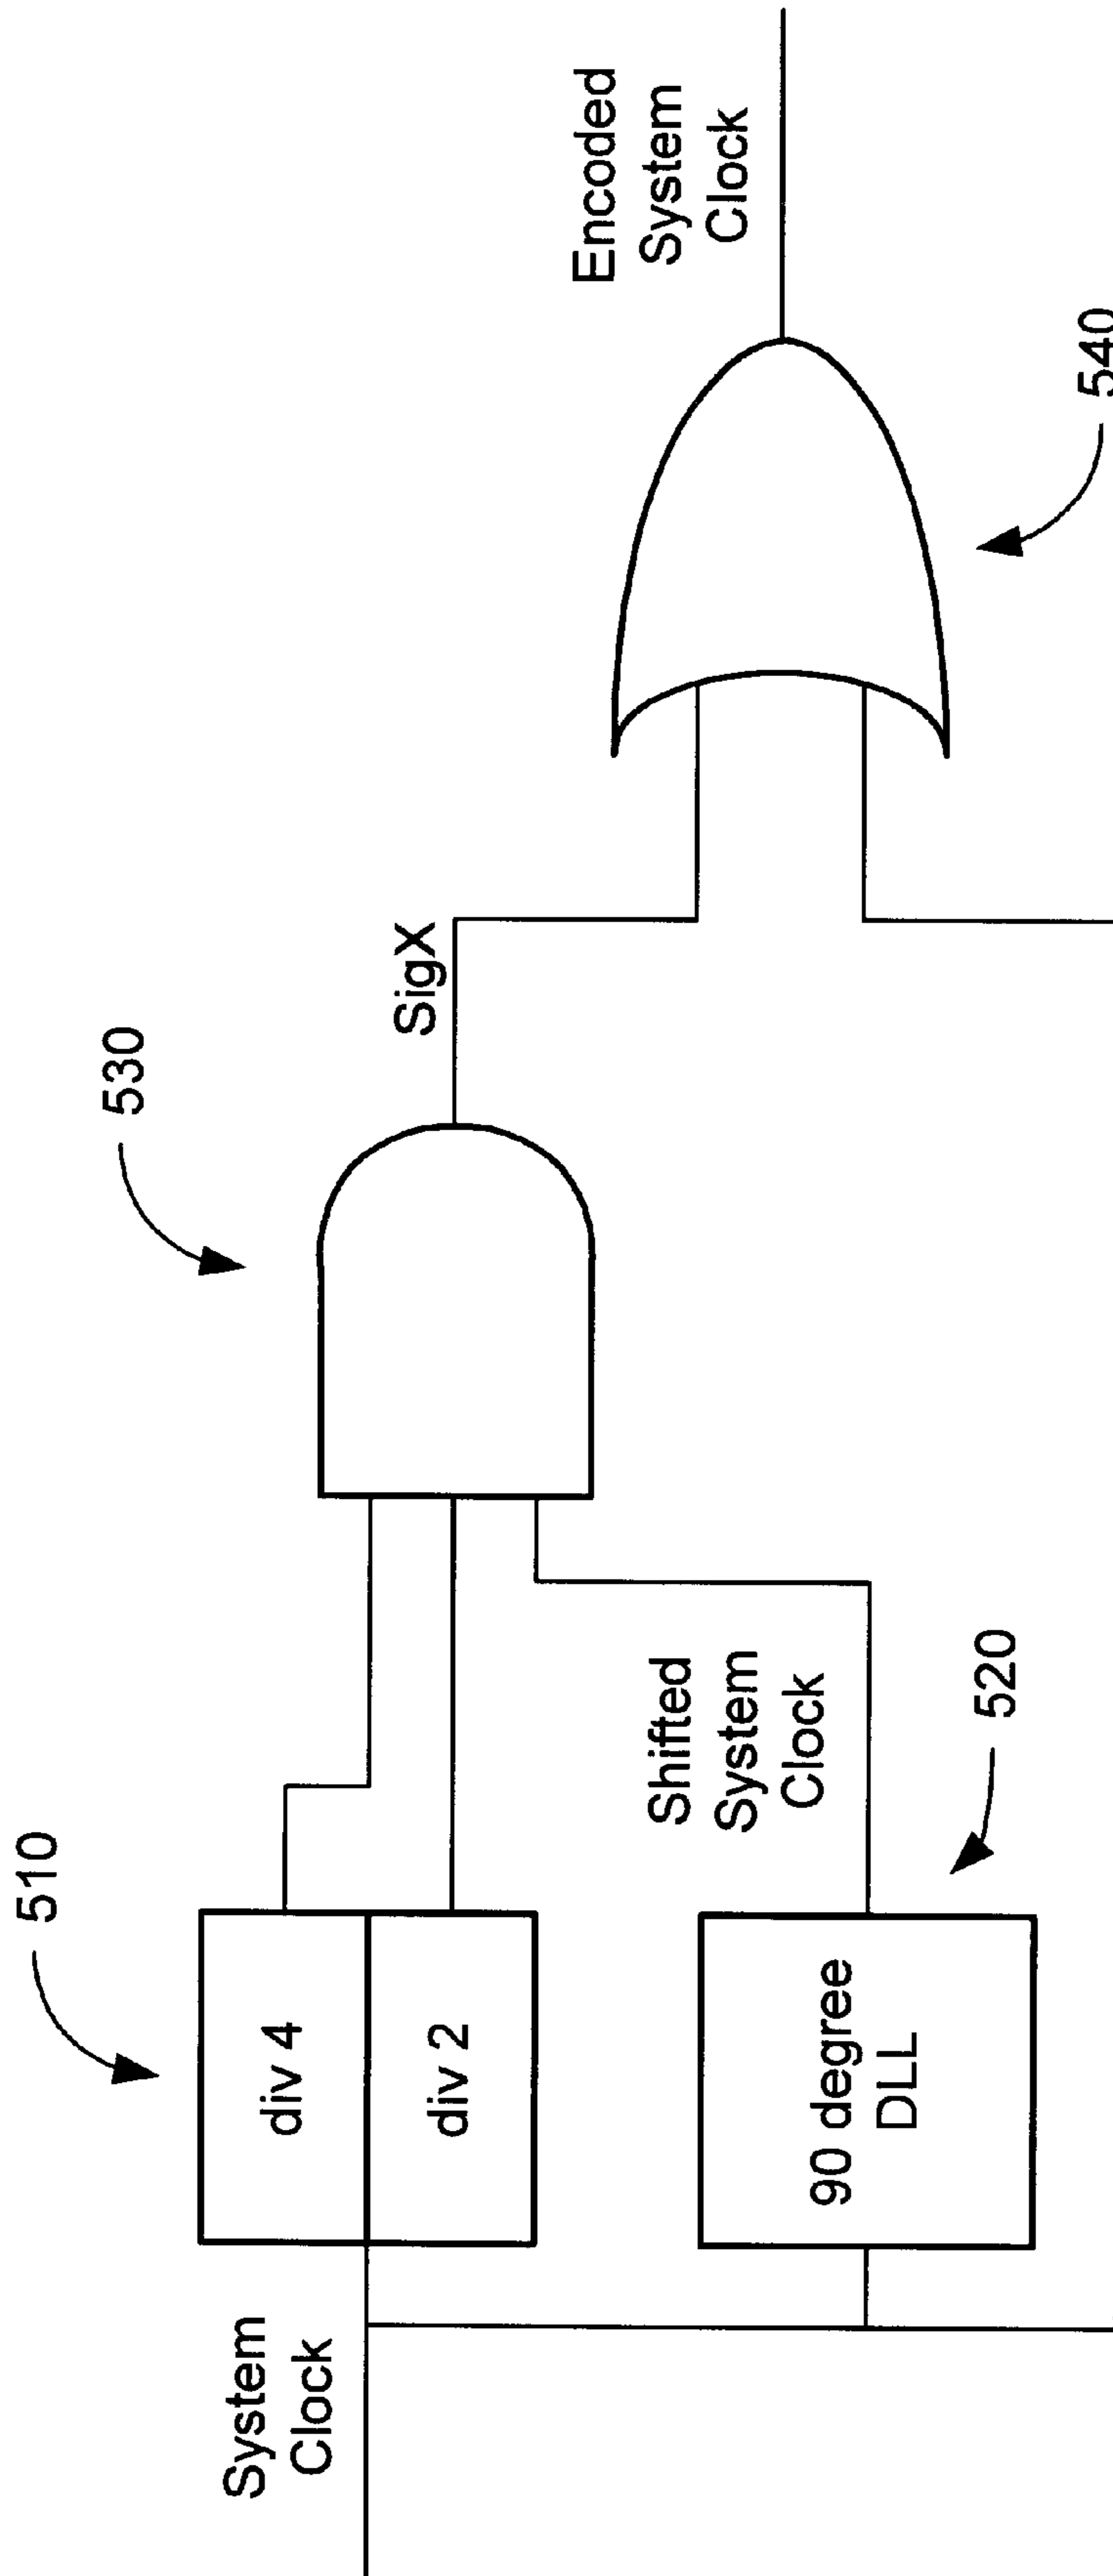 System
Clock
510
div 4
div 2
90 degree
DLL
520
Shifted
System
Clock
530
SigX
540
Encoded
System
Clock